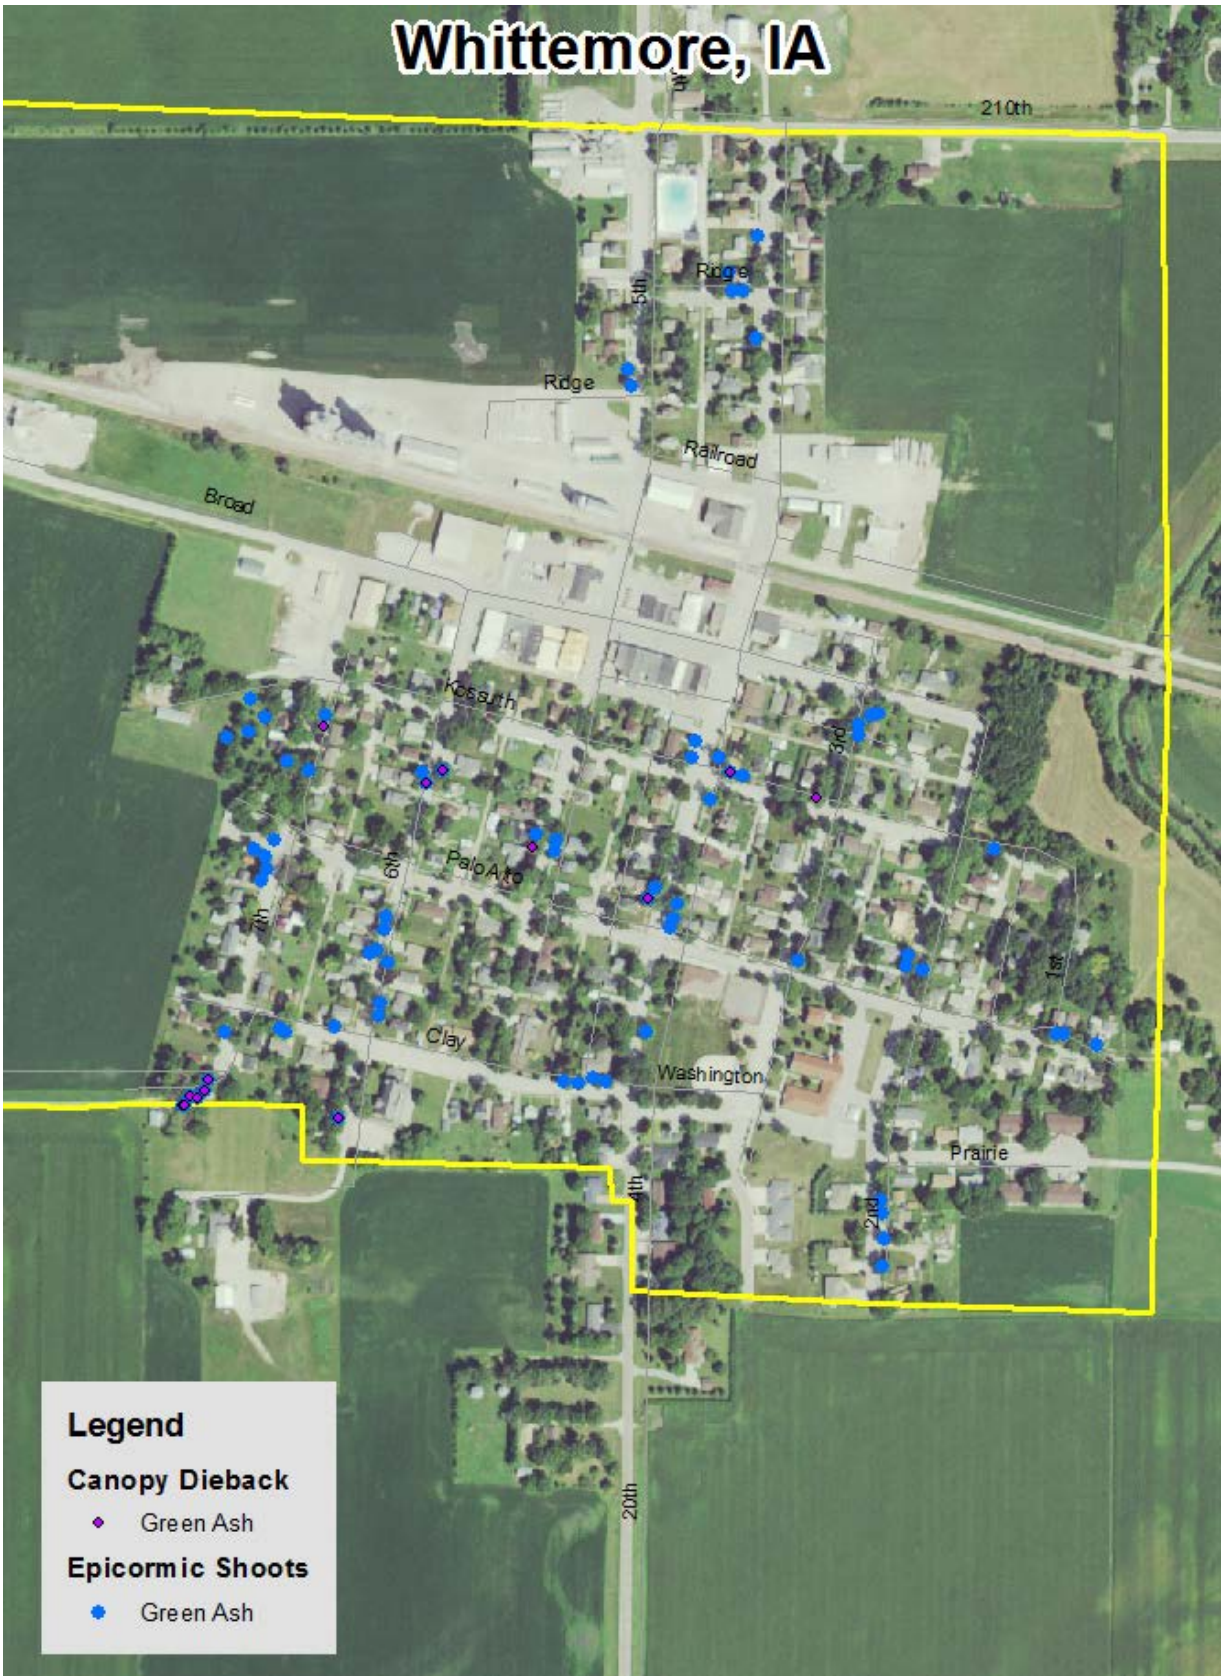 Whittemore, IA
210th
Ridge
5th
Ridge
Railroad
Broad
Kossuth
3rd
6th
Palo Alto
7th
1st
Clay
Washington
Prairie
4th
2nd
20th
Legend
Canopy Dieback
Green Ash
Epicormic Shoots
Green Ash